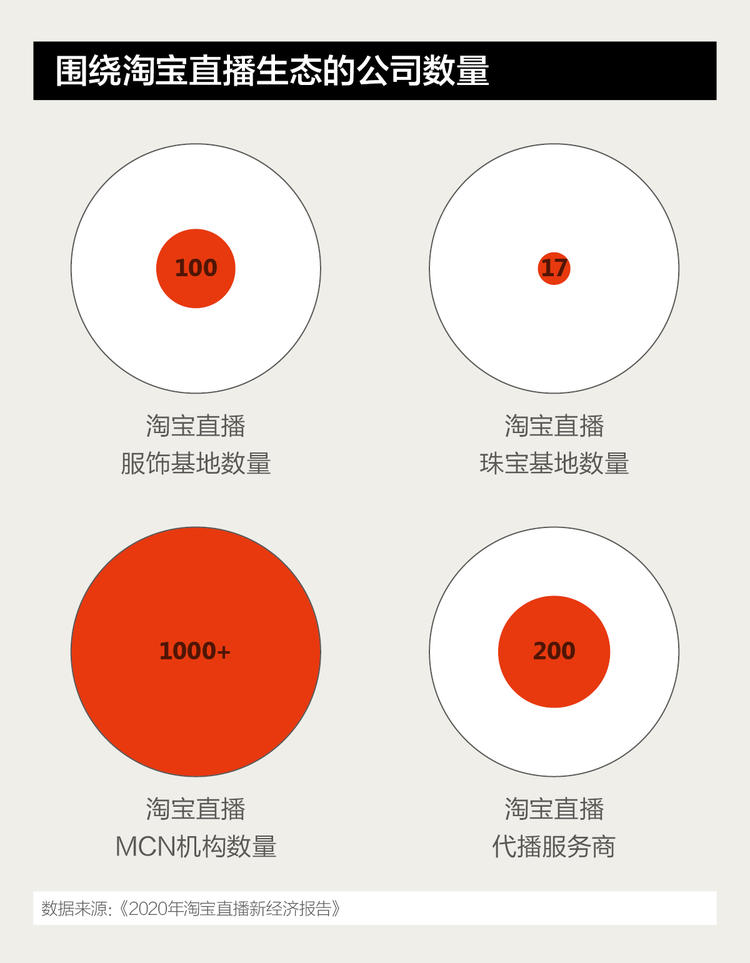 围绕淘宝直播生态的公司数量
100
淘宝直播
服饰基地数量
17
淘宝直播
珠宝基地数量
1000+
淘宝直播
MCN机构数量
200
淘宝直播
代播服务商
数据来源:《2020年淘宝直播新经济报告》